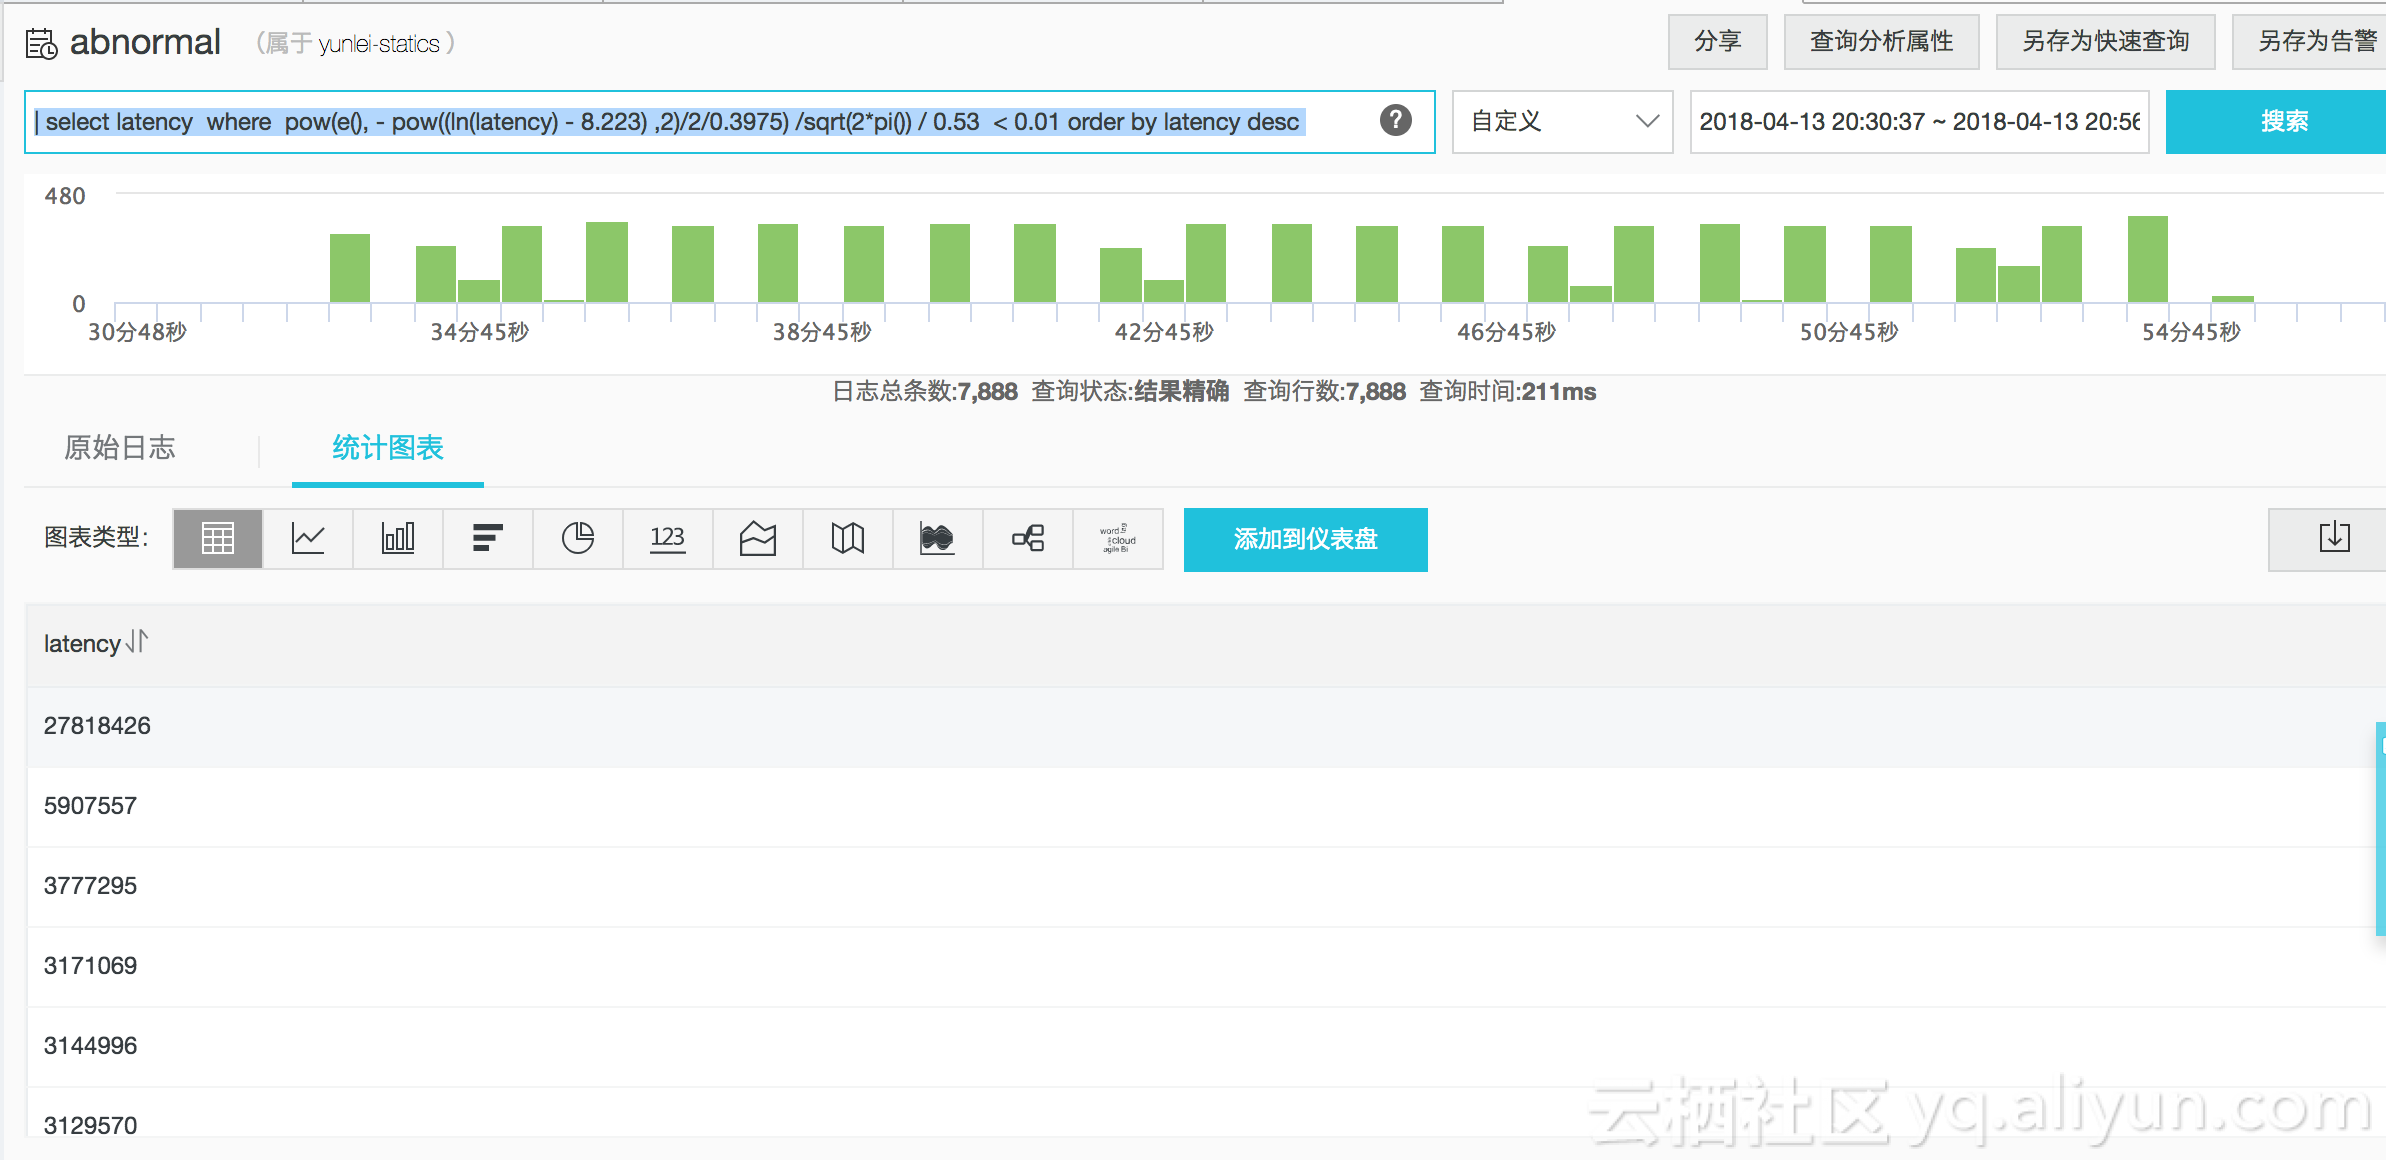 abnormal （属于 yunlei-statics ）
分享 查询分析属性 另存为快速查询 另存为告警
| select latency  where  pow(e(), - pow((ln(latency) - 8.223) ,2)/2/0.3975) /sqrt(2*pi()) / 0.53  < 0.01 order by latency desc ? 自定义 2018-04-13 20:30:37 ~ 2018-04-13 20:56 搜索
480
0
30分48秒 34分45秒 38分45秒 42分45秒 46分45秒 50分45秒 54分45秒
日志总条数:7,888 查询状态:结果精确 查询行数:7,888 查询时间:211ms
原始日志 统计图表
图表类型: 123 word cloud agile BI 添加到仪表盘
latency
27818426
5907557
3777295
3171069
3144996
3129570
云栖社区 yq.aliyun.com